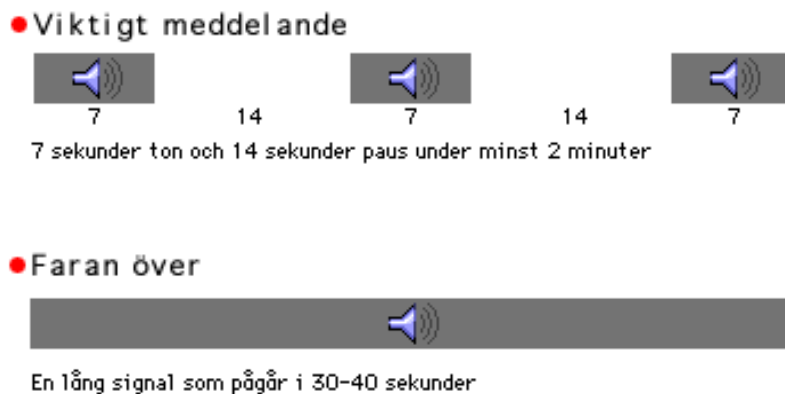 Viktigt meddelande
7 14 7 14 7
7 sekunder ton och 14 sekunder paus under minst 2 minuter
Faran över
En lång signal som pågår i 30-40 sekunder